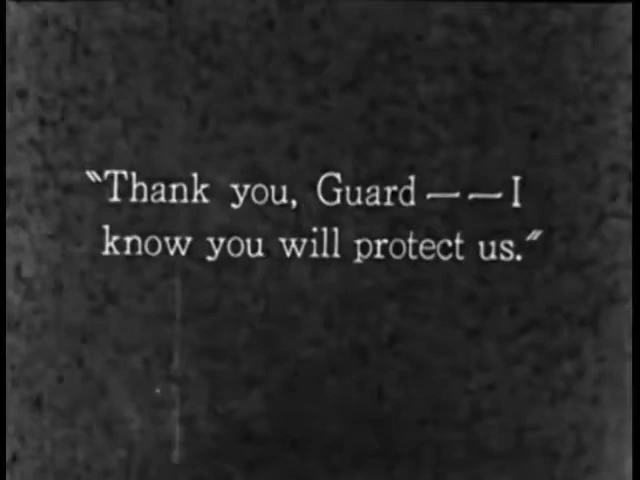 "Thank you, Guard — — I
know you will protect us."